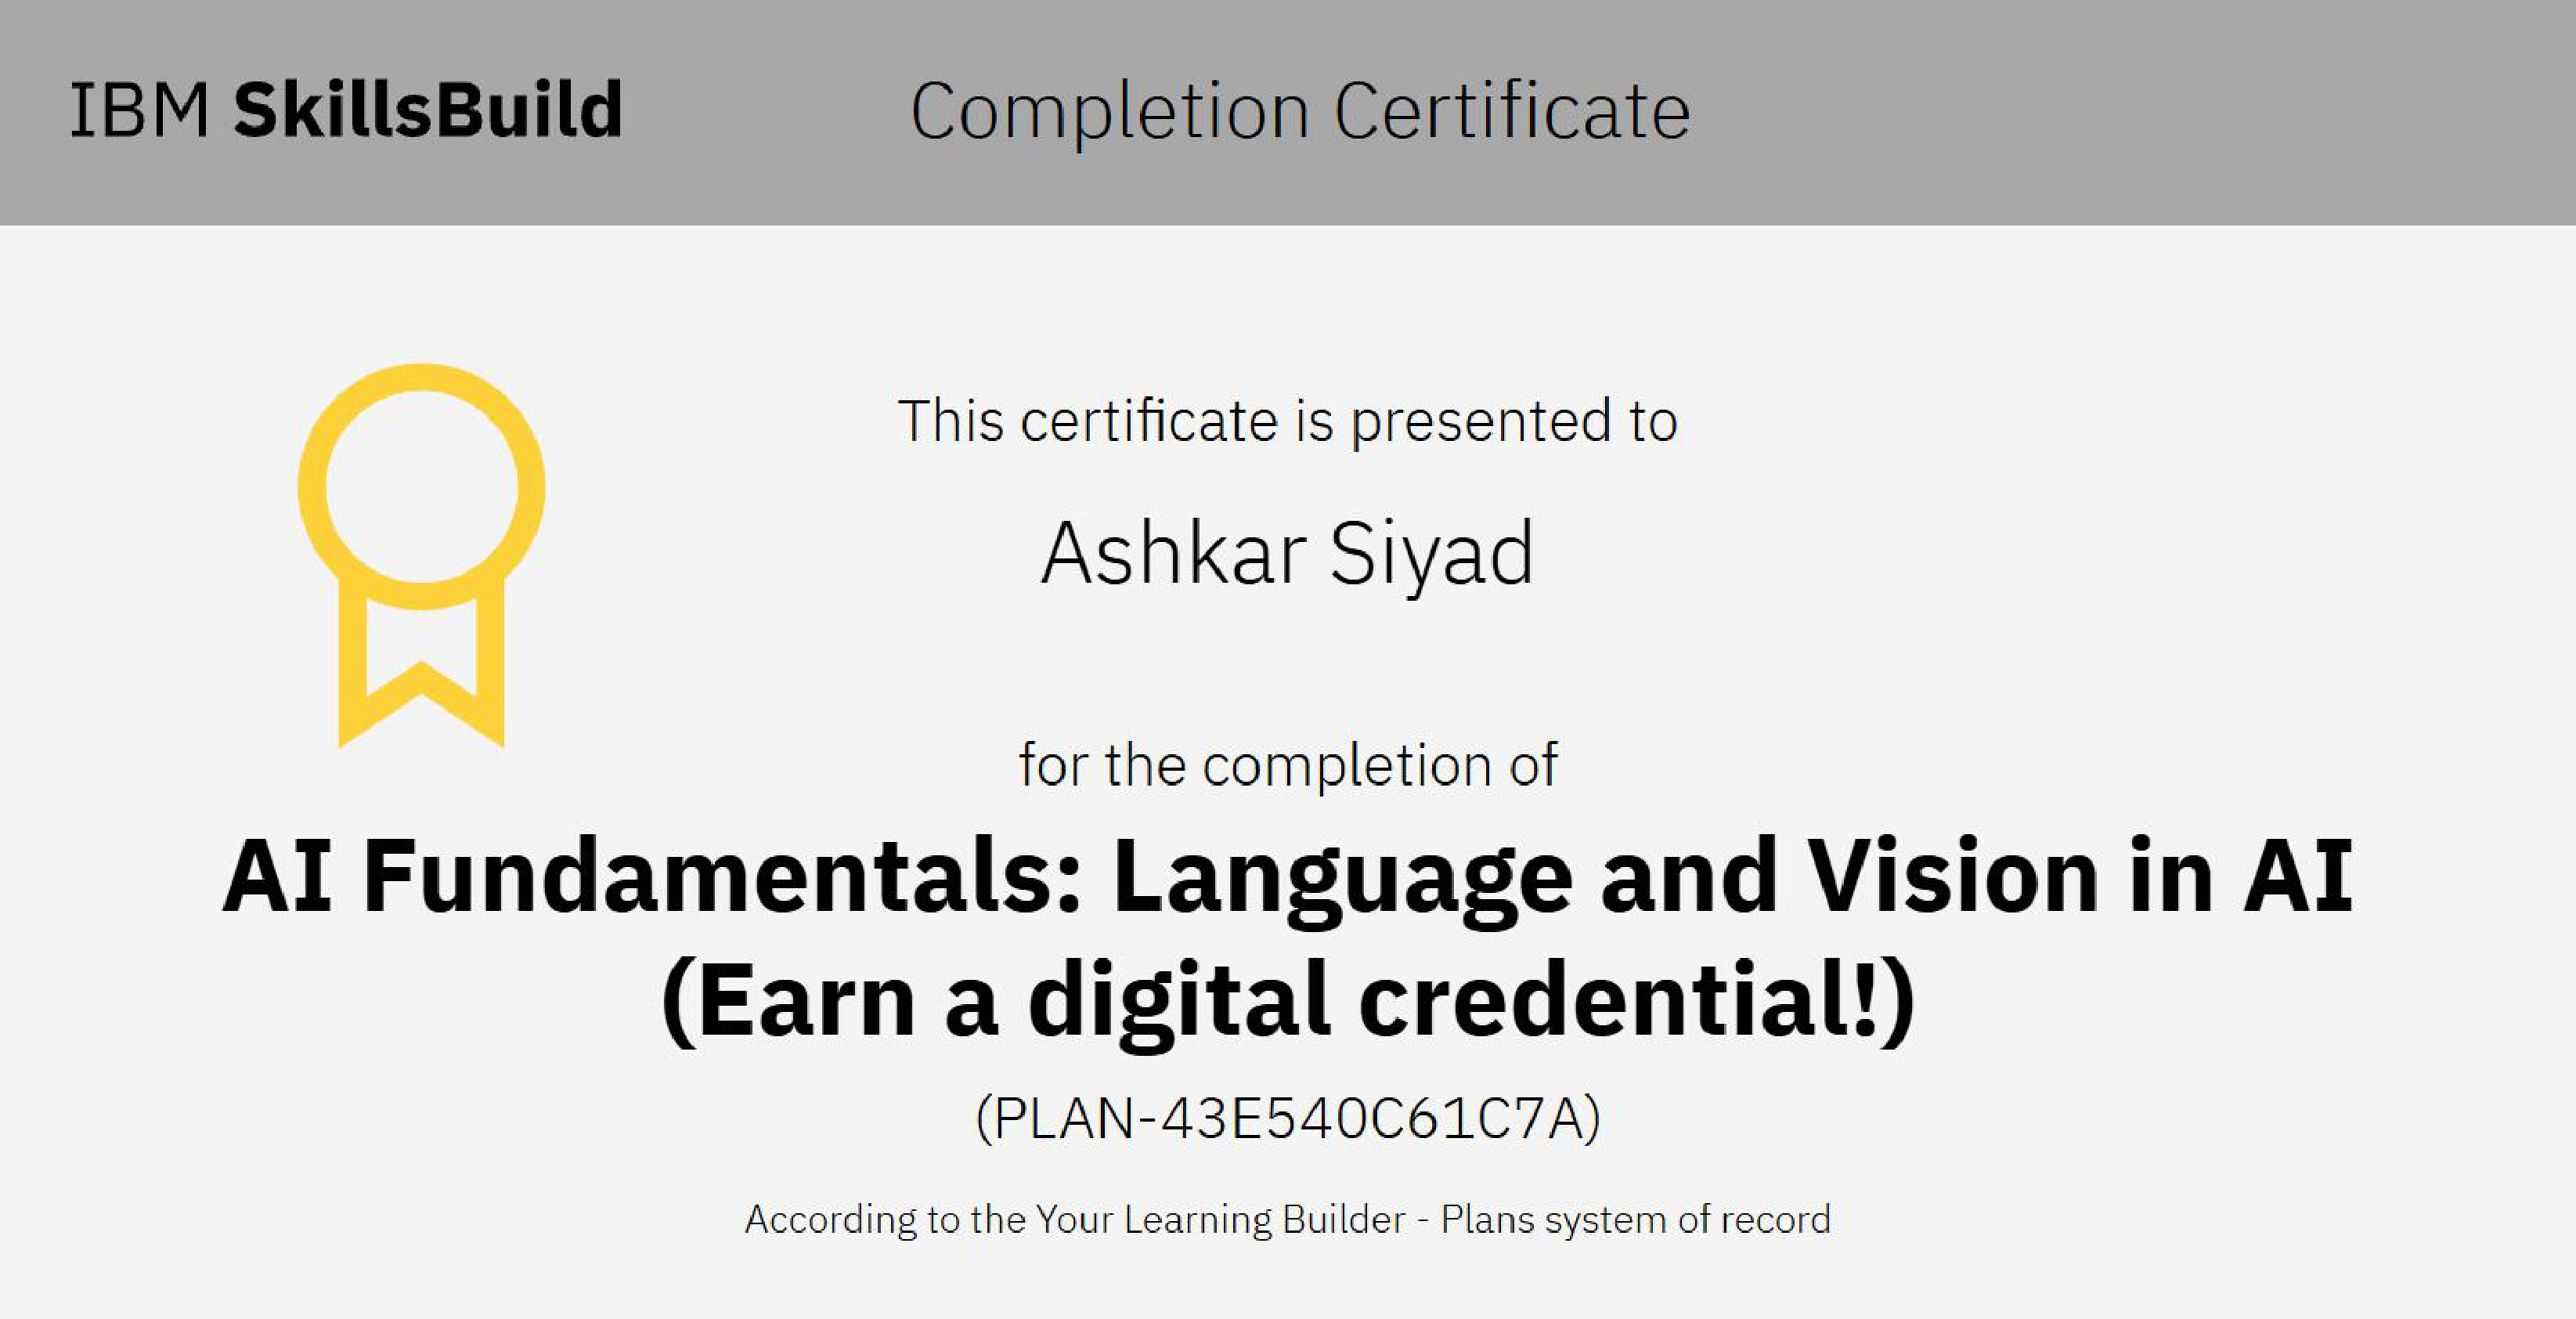 IBM SkillsBuild
Completion Certificate
This certificate is presented to
Ashkar Siyad
for the completion of
AI Fundamentals: Language and Vision in AI
(Earn a digital credential!)
(PLAN-43E540C61C7A)
According to the Your Learning Builder - Plans system of record